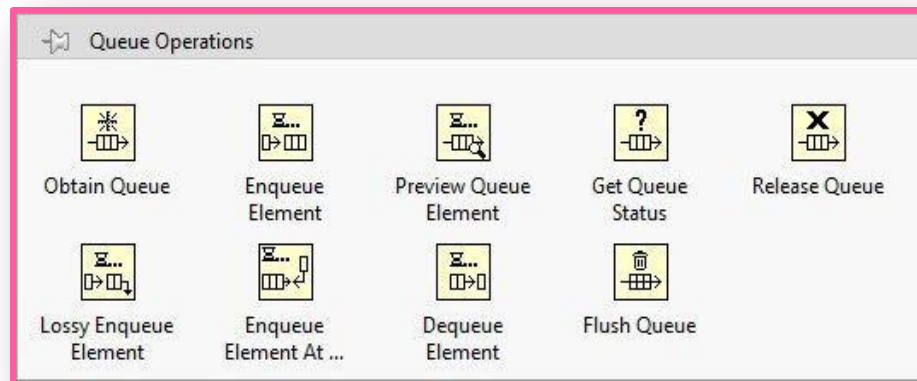 Queue Operations
Obtain Queue
Enqueue
Element
Preview Queue
Element
Get Queue
Status
Release Queue
Lossy Enqueue
Element
Enqueue
Element At ...
Dequeue
Element
Flush Queue